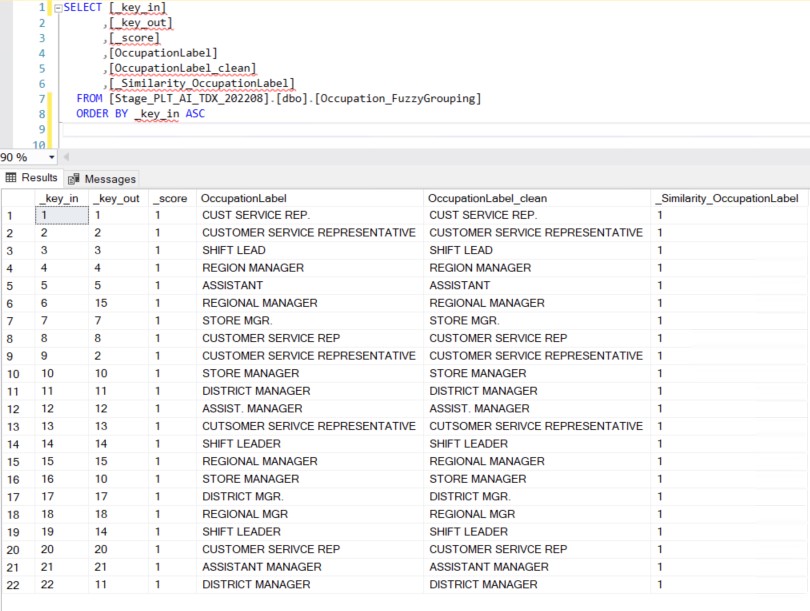 1 SELECT [_key_in]
2 ,[_key_out]
3 ,[_score]
4 ,[OccupationLabel]
5 ,[OccupationLabel_clean]
6 ,[_Similarity_OccupationLabel]
7 FROM [Stage_PLT_AI_TDX_202208].[dbo].[Occupation_FuzzyGrouping]
8 ORDER BY _key_in ASC
9
10
90 %
Results Messages
_key_in _key_out _score OccupationLabel OccupationLabel_clean _Similarity_OccupationLabel
1 1 1 1 CUST SERVICE REP. CUST SERVICE REP. 1
2 2 2 1 CUSTOMER SERVICE REPRESENTATIVE CUSTOMER SERVICE REPRESENTATIVE 1
3 3 3 1 SHIFT LEAD SHIFT LEAD 1
4 4 4 1 REGION MANAGER REGION MANAGER 1
5 5 5 1 ASSISTANT ASSISTANT 1
6 6 15 1 REGIONAL MANAGER REGIONAL MANAGER 1
7 7 7 1 STORE MGR. STORE MGR. 1
8 8 8 1 CUSTOMER SERVICE REP CUSTOMER SERVICE REP 1
9 9 2 1 CUSTOMER SERVICE REPRESENTATIVE CUSTOMER SERVICE REPRESENTATIVE 1
10 10 10 1 STORE MANAGER STORE MANAGER 1
11 11 11 1 DISTRICT MANAGER DISTRICT MANAGER 1
12 12 12 1 ASSIST. MANAGER ASSIST. MANAGER 1
13 13 13 1 CUTSOMER SERIVCE REPRESENTATIVE CUTSOMER SERIVCE REPRESENTATIVE 1
14 14 14 1 SHIFT LEADER SHIFT LEADER 1
15 15 15 1 REGIONAL MANAGER REGIONAL MANAGER 1
16 16 10 1 STORE MANAGER STORE MANAGER 1
17 17 17 1 DISTRICT MGR. DISTRICT MGR. 1
18 18 18 1 REGIONAL MGR REGIONAL MGR 1
19 19 14 1 SHIFT LEADER SHIFT LEADER 1
20 20 20 1 CUSTOMER SERIVCE REP CUSTOMER SERIVCE REP 1
21 21 21 1 ASSISTANT MANAGER ASSISTANT MANAGER 1
22 22 11 1 DISTRICT MANAGER DISTRICT MANAGER 1